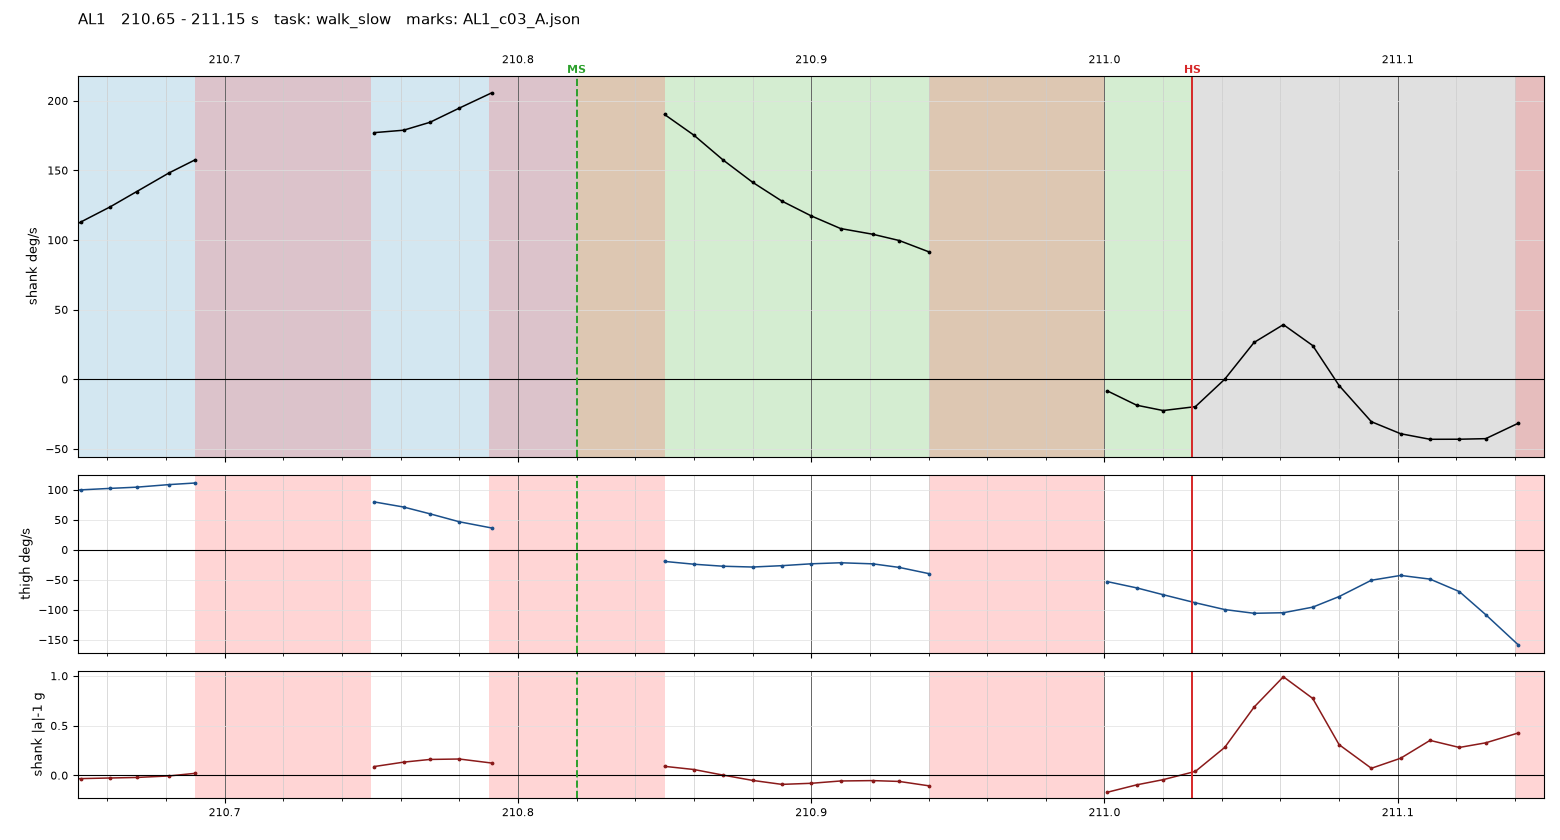 AL1   210.65 - 211.15 s   task: walk_slow   marks: AL1_c03_A.json
210.7 210.8 210.9 211.0 211.1
MS HS
200
150
100
50
0
−50
shank deg/s
100
50
0
−50
−100
−150
thigh deg/s
1.0
0.5
0.0
shank |a|-1 g
210.7 210.8 210.9 211.0 211.1